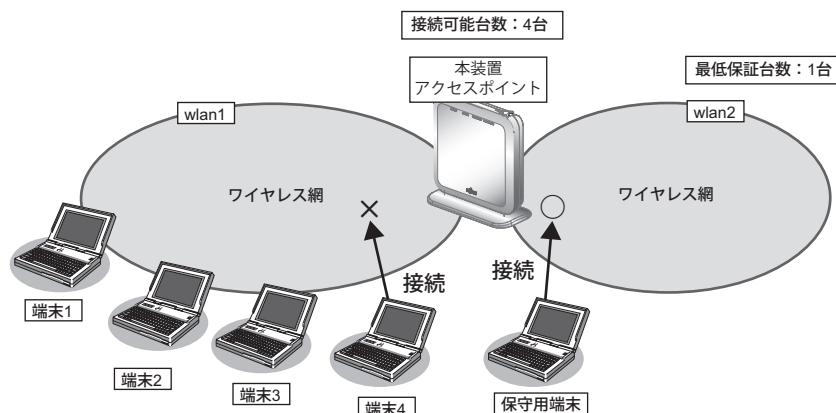 接続可能台数：4台
本装置
アクセスポイント
最低保証台数：1台
wlan1
wlan2
ワイヤレス網
ワイヤレス網
×
○
接続
接続
端末1
端末2
端末3
端末4
保守用端末